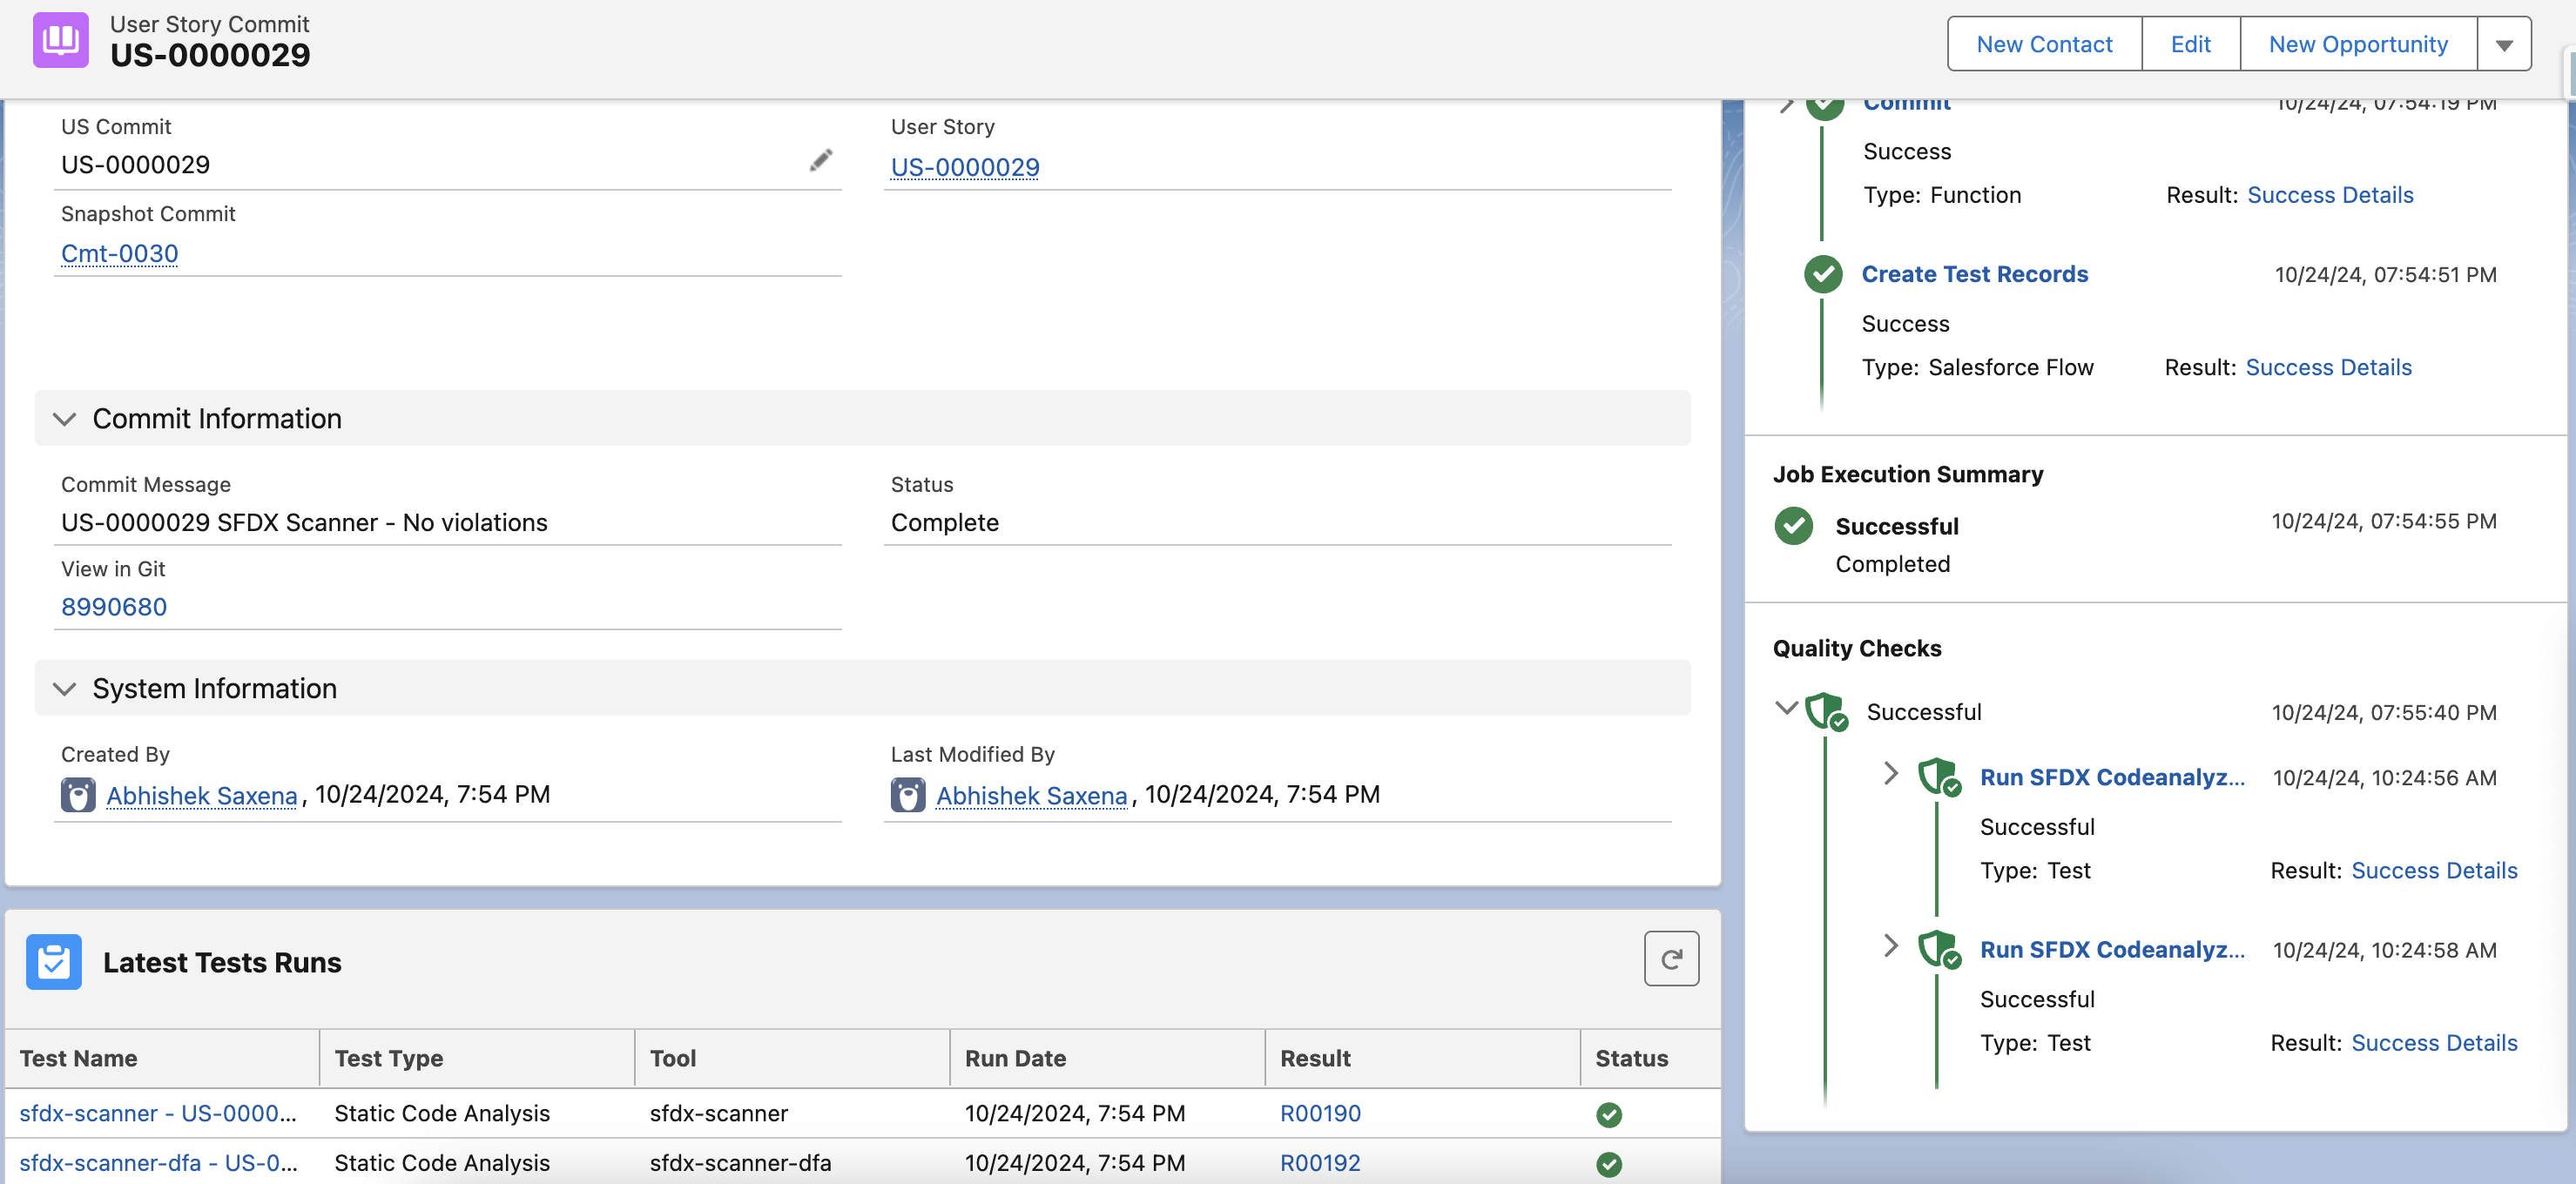 User Story Commit
US-0000029
New Contact
Edit
New Opportunity
US Commit
US-0000029
User Story
US-0000029
Snapshot Commit
Cmt-0030
Commit Information
Commit Message
US-0000029 SFDX Scanner - No violations
Status
Complete
View in Git
8990680
System Information
Created By
Abhishek Saxena, 10/24/2024, 7:54 PM
Last Modified By
Abhishek Saxena, 10/24/2024, 7:54 PM
Latest Tests Runs
Test Name Test Type Tool Run Date Result Status
sfdx-scanner - US-0000... Static Code Analysis sfdx-scanner 10/24/2024, 7:54 PM R00190
sfdx-scanner-dfa - US-0... Static Code Analysis sfdx-scanner-dfa 10/24/2024, 7:54 PM R00192
Commit 10/24/24, 07:54:19 PM
Success
Type: Function Result: Success Details
Create Test Records 10/24/24, 07:54:51 PM
Success
Type: Salesforce Flow Result: Success Details
Job Execution Summary
Successful 10/24/24, 07:54:55 PM
Completed
Quality Checks
Successful 10/24/24, 07:55:40 PM
Run SFDX Codeanalyz... 10/24/24, 10:24:56 AM
Successful
Type: Test Result: Success Details
Run SFDX Codeanalyz... 10/24/24, 10:24:58 AM
Successful
Type: Test Result: Success Details